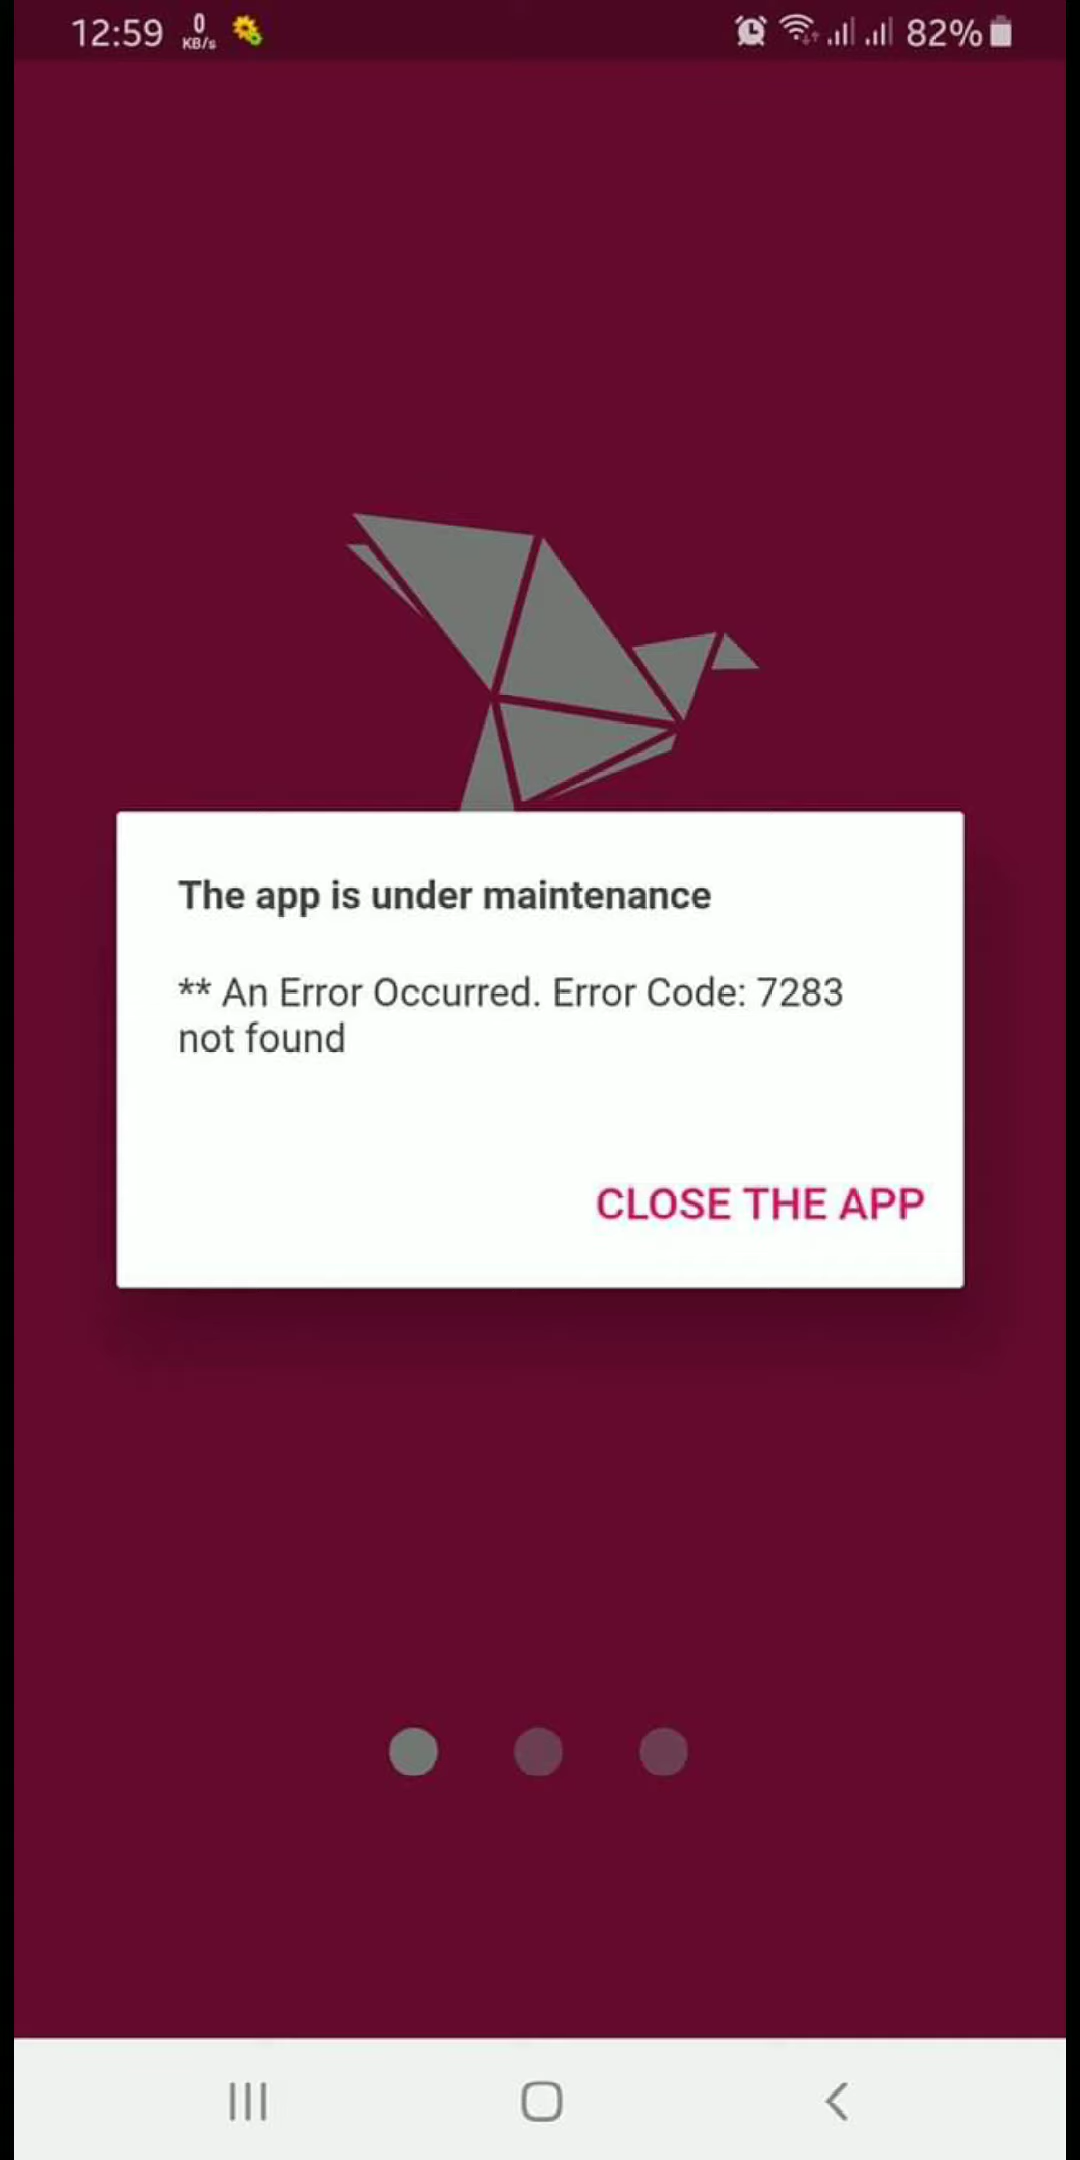 12:59 0 KB/s 82%
The app is under maintenance
** An Error Occurred. Error Code: 7283
not found
CLOSE THE APP